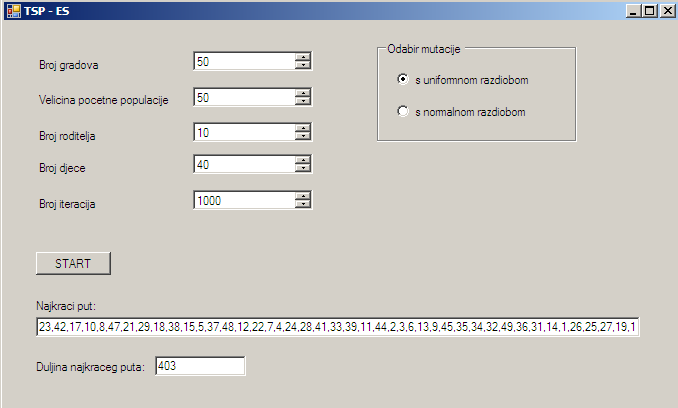 TSP - ES
Broj gradova 50
Velicina pocetne populacije 50
Broj roditelja 10
Broj djece 40
Broj iteracija 1000
Odabir mutacije
s unifomnom razdiobom
s normalnom razdiobom
START
Najkraci put:
23,42,17,10,8,47,21,29,18,38,15,5,37,48,12,22,7,4,24,28,41,33,39,11,44,2,3,6,13,9,45,35,34,32,49,36,31,14,1,26,25,27,19,1
Duljina najkraceg puta: 403